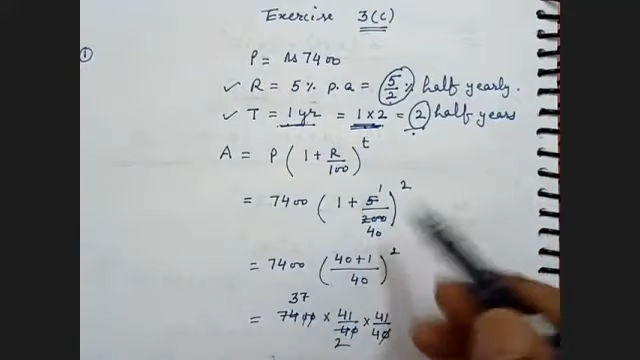 Exercise 3(c)
① P = Rs 7400
✓ R = 5% p.a = 5/2 % half yearly.
✓ T = 1 yr = 1 × 2 = 2 half years
A = P ( 1 + R/100 )^t
= 7400 ( 1 + 5/200 )^2 1 40
= 7400 ( 40+1/40 )^2
37
= 7400 × 41/40 × 41/40
2